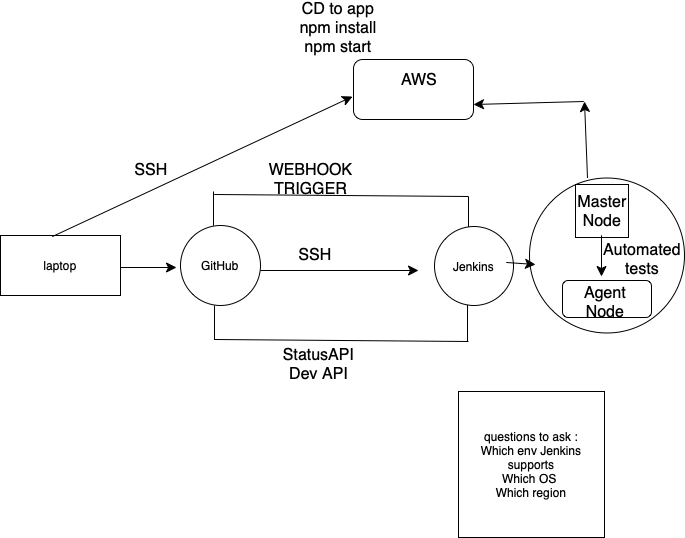 CD to app
npm install
npm start
AWS
SSH
WEBHOOK
TRIGGER
Master
Node
laptop
GitHub
SSH
Jenkins
Automated
tests
Agent
Node
StatusAPI
Dev API
questions to ask :
Which env Jenkins
supports
Which OS
Which region